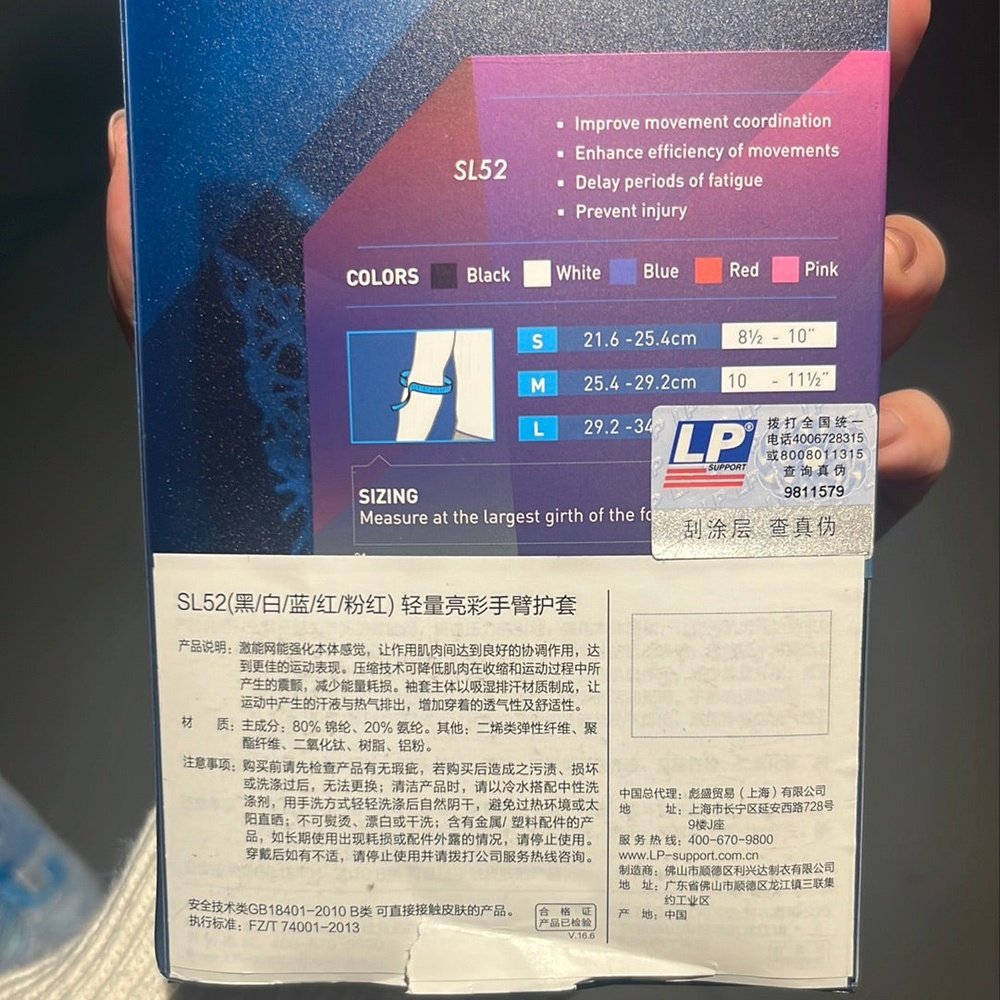 SL52
▪ Improve movement coordination
▪ Enhance efficiency of movements
▪ Delay periods of fatigue
▪ Prevent injury
COLORS Black White Blue Red Pink
S 21.6 -25.4cm 8½ - 10"
M 25.4 -29.2cm 10 - 11½"
L 29.2 -34
SIZING
Measure at the largest girth of the fo
LP®
SUPPORT
拨打全国统一
电话4006728315
或8008011315
查询真伪
9811579
刮涂层 查真伪
SL52(黑/白/蓝/红/粉红) 轻量亮彩手臂护套
产品说明：激能网能强化本体感觉，让作用肌肉间达到良好的协调作用，达
到更佳的运动表现。压缩技术可降低肌肉在收缩和运动过程中所
产生的震颤，减少能量耗损。袖套主体以吸湿排汗材质制成，让
运动中产生的汗液与热气排出，增加穿着的透气性及舒适性。
材 质：主成分：80% 锦纶、20% 氨纶。其他：二烯类弹性纤维、聚
酯纤维、二氧化钛、树脂、铝粉。
注意事项：购买前请先检查产品有无瑕疵，若购买后造成之污渍、损坏
或洗涤过后，无法更换；清洁产品时，请以冷水搭配中性洗
涤剂，用手洗方式轻轻洗涤后自然阴干，避免过热环境或太
阳直晒；不可熨烫、漂白或干洗；含有金属/ 塑料配件的产
品，如长期使用出现耗损或配件外露的情况，请停止使用。
穿戴后如有不适，请停止使用并请拨打公司服务热线咨询。
安全技术类GB18401-2010 B类 可直接接触皮肤的产品。
执行标准：FZ/T 74001-2013
合格证
产品已检验
V.16.6
中国总代理：彪盛贸易（上海）有限公司
地 址：上海市长宁区延安西路728号
9楼J座
服务热线：400-670-9800
www.LP-support.com.cn
制造商：佛山市顺德区利兴达制衣有限公司
地 址：广东省佛山市顺德区龙江镇三联集
约工业区
产 地：中国